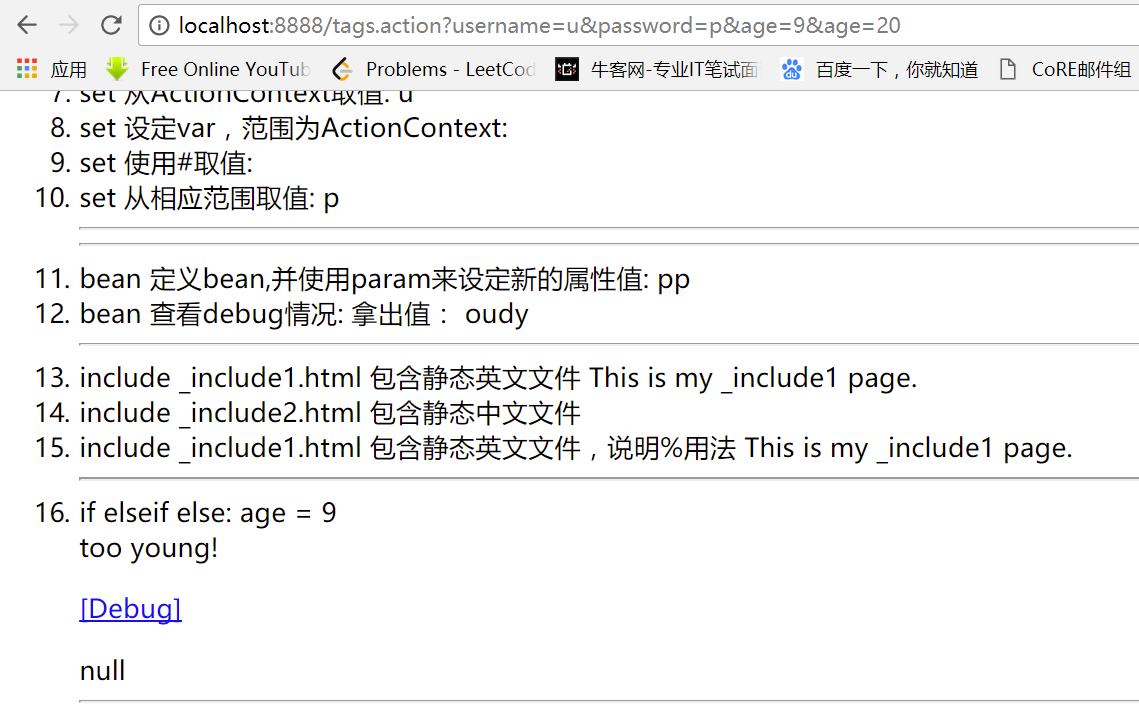 localhost:8888/tags.action?username=u&password=p&age=9&age=20
应用 Free Online YouTub Problems - LeetCod 牛客网-专业IT笔试面 百度一下，你就知道 CoRE邮件组
7. set 从ActionContext取值: u
8. set 设定var，范围为ActionContext:
9. set 使用#取值:
10. set 从相应范围取值: p
11. bean 定义bean,并使用param来设定新的属性值: pp
12. bean 查看debug情况: 拿出值： oudy
13. include _include1.html 包含静态英文文件 This is my _include1 page.
14. include _include2.html 包含静态中文文件
15. include _include1.html 包含静态英文文件，说明%用法 This is my _include1 page.
16. if elseif else: age = 9
too young!
[Debug]
null